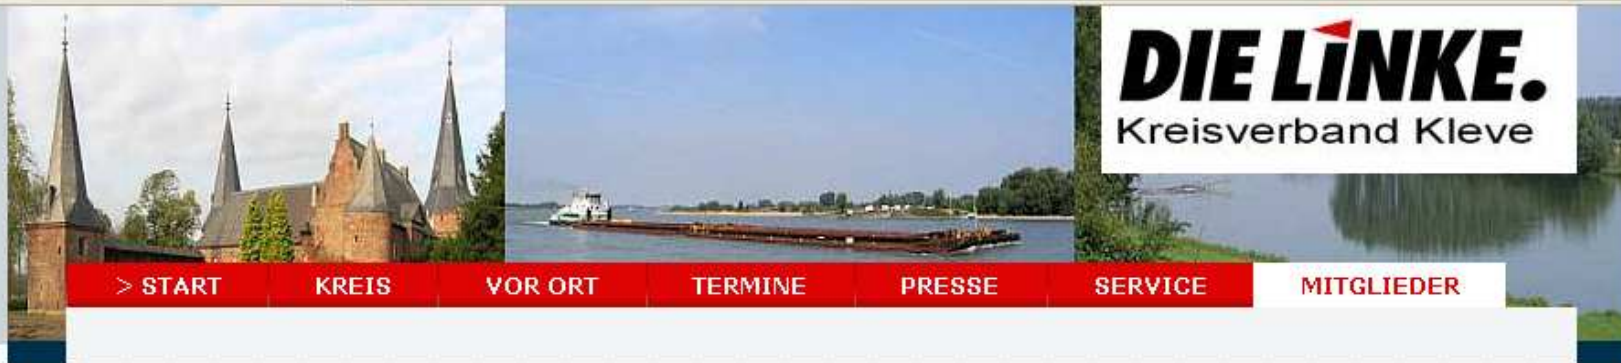 DIE LINKE.
Kreisverband Kleve
> START KREIS VOR ORT TERMINE PRESSE SERVICE MITGLIEDER